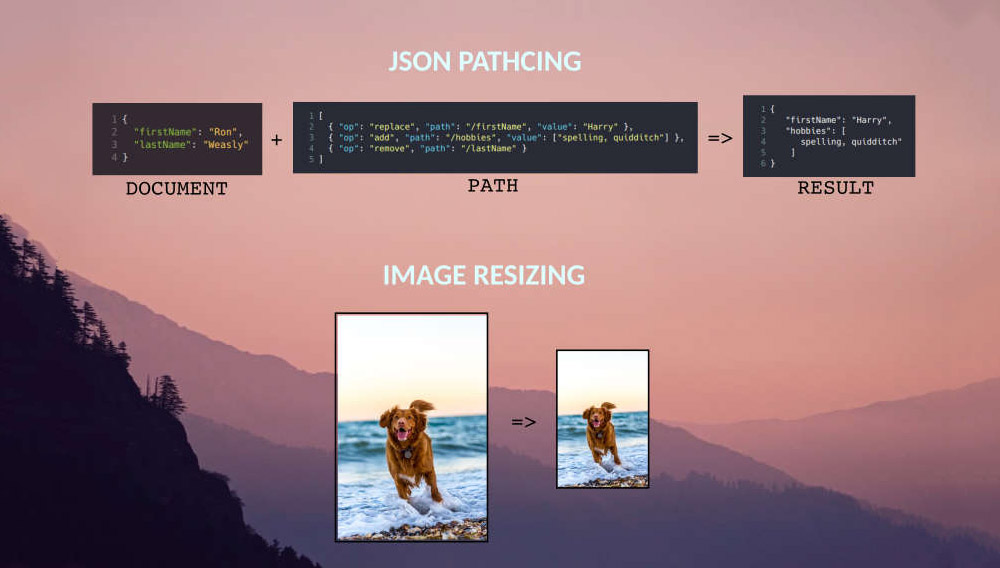 JSON PATHCING
1 {
2 "firstName": "Ron",
3 "lastName": "Weasly"
4 }
+
1 [
2 { "op": "replace", "path": "/firstName", "value": "Harry" },
3 { "op": "add", "path": "/hobbies", "value": ["spelling, quidditch"] },
4 { "op": "remove", "path": "/lastName" }
5 ]
=>
1 {
2 "firstName": "Harry",
3 "hobbies": [
4 spelling, quidditch"
5 ]
6 }
DOCUMENT
PATH
RESULT
IMAGE RESIZING
=>